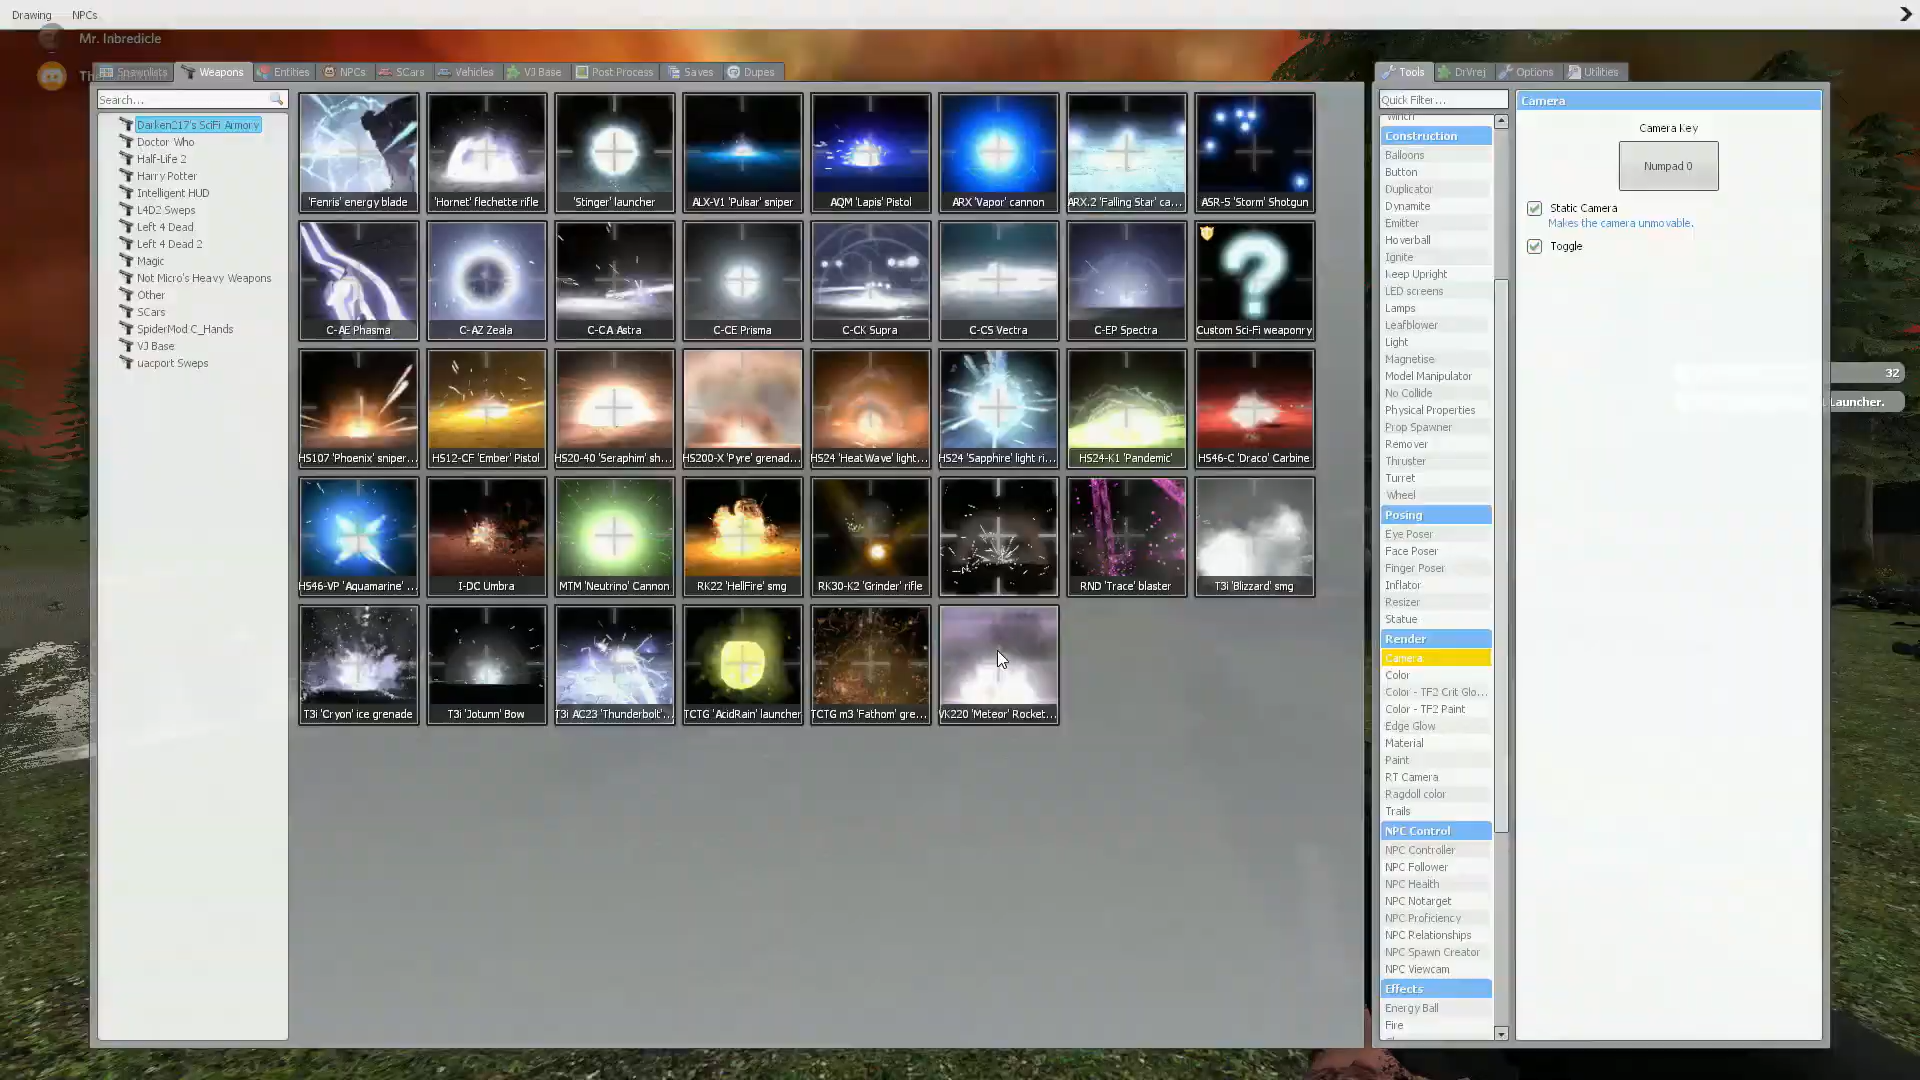 Drawing NPCs
Mr. Inbredicle
Spawnlists Weapons Entities NPCs SCars Vehicles VJ Base Post Process Saves Dupes
Search...
Darken217's SciFi Armory
Doctor Who
Half-Life 2
Harry Potter
Intelligent HUD
L4D2 Sweps
Left 4 Dead
Left 4 Dead 2
Magic
Not Micro's Heavy Weapons
Other
SCars
SpiderMod C_Hands
VJ Base
uacport Sweps
'Fenris' energy blade
'Hornet' flechette rifle
'Stinger' launcher
ALX-V1 'Pulsar' sniper
AQM 'Lapis' Pistol
ARX 'Vapor' cannon
ARX.2 'Falling Star' ca...
ASR-5 'Storm' Shotgun
C-AE Phasma
C-AZ Zeala
C-CA Astra
C-CE Prisma
C-CK Supra
C-CS Vectra
C-EP Spectra
Custom Sci-Fi weaponry
HS107 'Phoenix' sniper...
HS12-CF 'Ember' Pistol
HS20-40 'Seraphim' sh...
HS200-X 'Pyre' grenad...
HS24 'HeatWave' light...
HS24 'Sapphire' light ri...
HS24-K1 'Pandemic'
HS46-C 'Draco' Carbine
HS46-VP 'Aquamarine' ...
I-DC Umbra
MTM 'Neutrino' Cannon
RK22 'HellFire' smg
RK30-K2 'Grinder' rifle
RND 'Trace' blaster
T3i 'Blizzard' smg
T3i 'Cryon' ice grenade
T3i 'Jotunn' Bow
T3i AC23 'Thunderbolt'...
TCTG 'AcidRain' launcher
TCTG m3 'Fathom' gre...
VK220 'Meteor' Rocket...
Tools DrVrej Options Utilities
Quick Filter...
Winch
Construction
Balloons
Button
Duplicator
Dynamite
Emitter
Hoverball
Ignite
Keep Upright
LED screens
Lamps
Leafblower
Light
Magnetise
Model Manipulator
No Collide
Physical Properties
Prop Spawner
Remover
Thruster
Turret
Wheel
Posing
Eye Poser
Face Poser
Finger Poser
Inflator
Resizer
Statue
Render
Camera
Color
Color - TF2 Crit Glo...
Color - TF2 Paint
Edge Glow
Material
Paint
RT Camera
Ragdoll color
Trails
NPC Control
NPC Controller
NPC Follower
NPC Health
NPC Notarget
NPC Proficiency
NPC Relationships
NPC Spawn Creator
NPC Viewcam
Effects
Energy Ball
Fire
Camera
Camera Key
Numpad 0
Static Camera
Makes the camera unmovable.
Toggle
32
Launcher.